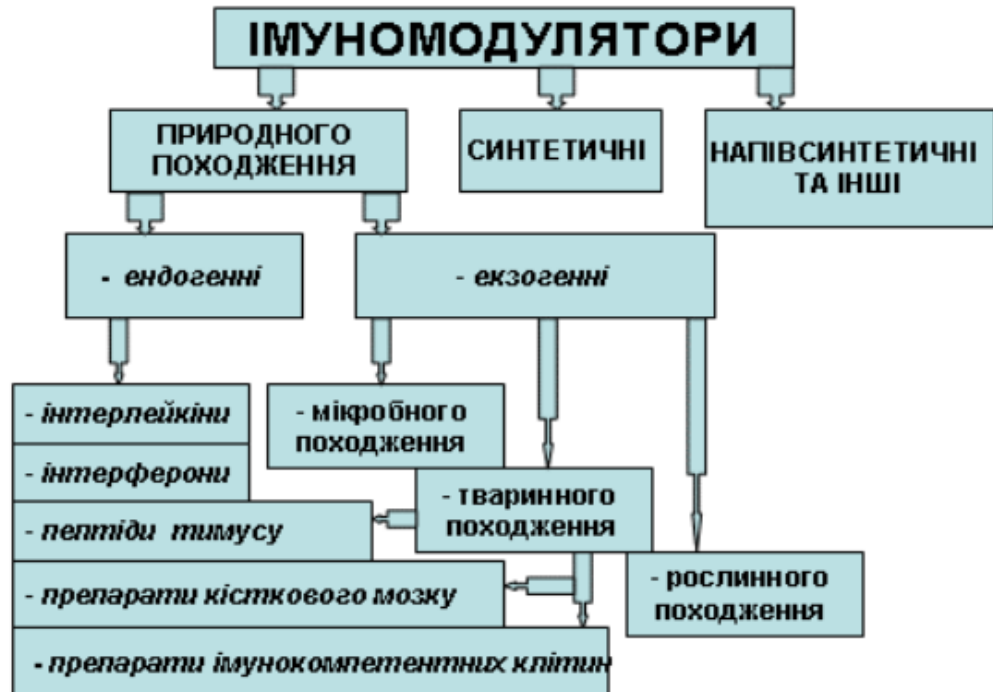 ІМУНОМОДУЛЯТОРИ
ПРИРОДНОГО
ПОХОДЖЕННЯ
СИНТЕТИЧНІ
НАПІВСИНТЕТИЧНІ
ТА ІНШІ
- ендогенні
- екзогенні
- інтерлейкіни
- інтерферони
- пептіди тимусу
- препарати кісткового мозку
- препарати імунокомпетентних клітин
- мікробного
походження
- тваринного
походження
- рослинного
походження